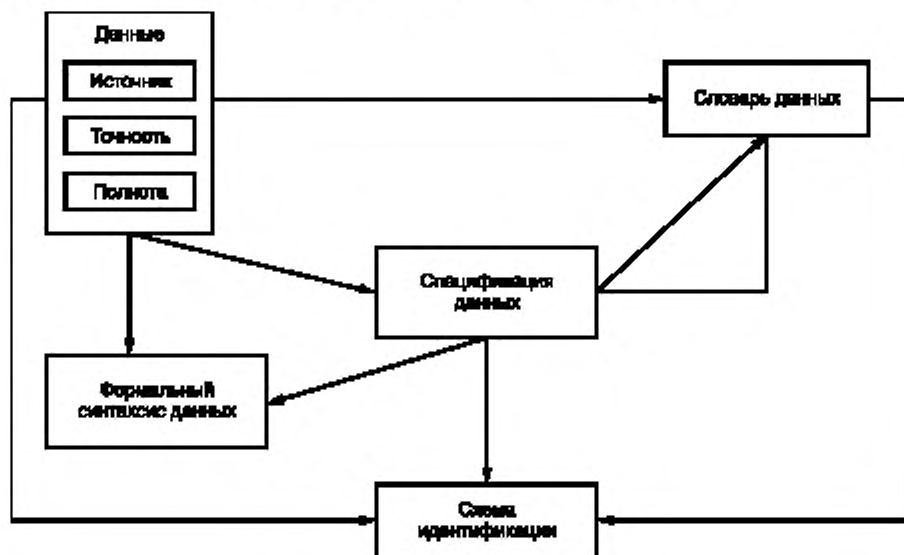 Данные
Источник
Точность
Полнота
Словарь данных
Спецификация
данных
Формальный
синтаксис данных
Схема
идентификации